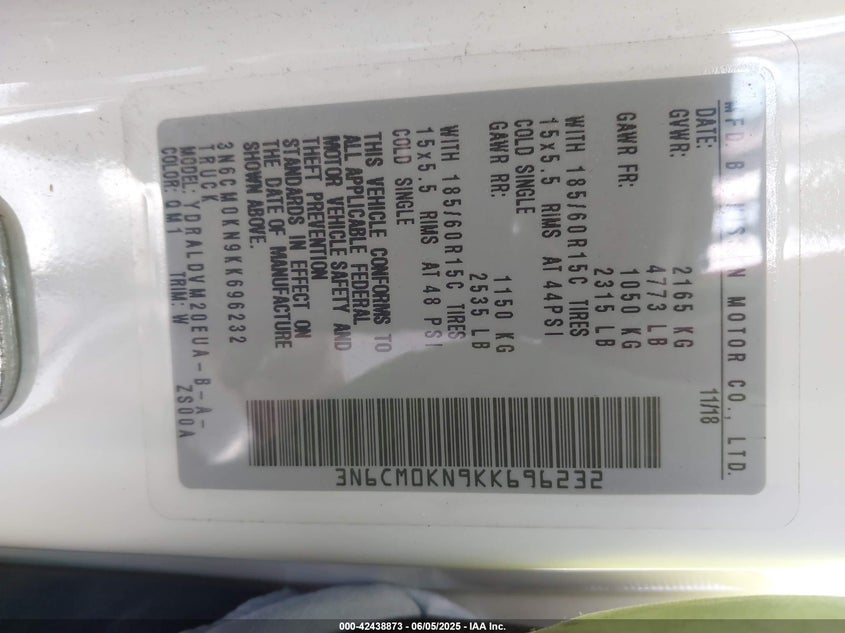 MFD. B NISSAN MOTOR CO., LTD.
DATE: 11/18
GVWR: 2165 KG
4773 LB
GAWR FR: 1050 KG
2315 LB
WITH 185/60R15C TIRES
15x5.5 RIMS AT 44PSI
COLD SINGLE
GAWR RR: 1150 KG
2535 LB
WITH 185/60R15C TIRES
15x5.5 RIMS AT 48 PSI
COLD SINGLE
THIS VEHICLE CONFORMS TO
ALL APPLICABLE FEDERAL
MOTOR VEHICLE SAFETY AND
THEFT PREVENTION
STANDARDS IN EFFECT ON
THE DATE OF MANUFACTURE
SHOWN ABOVE.
3N6CM0KN9KK696232
TRUCK
MODEL: YDRALDVM20EUA-B-A-
COLOR: QM1 TRIM: W ZS00A
3N6CM0KN9KK696232
000-42438873 - 06/05/2025 - IAA Inc.